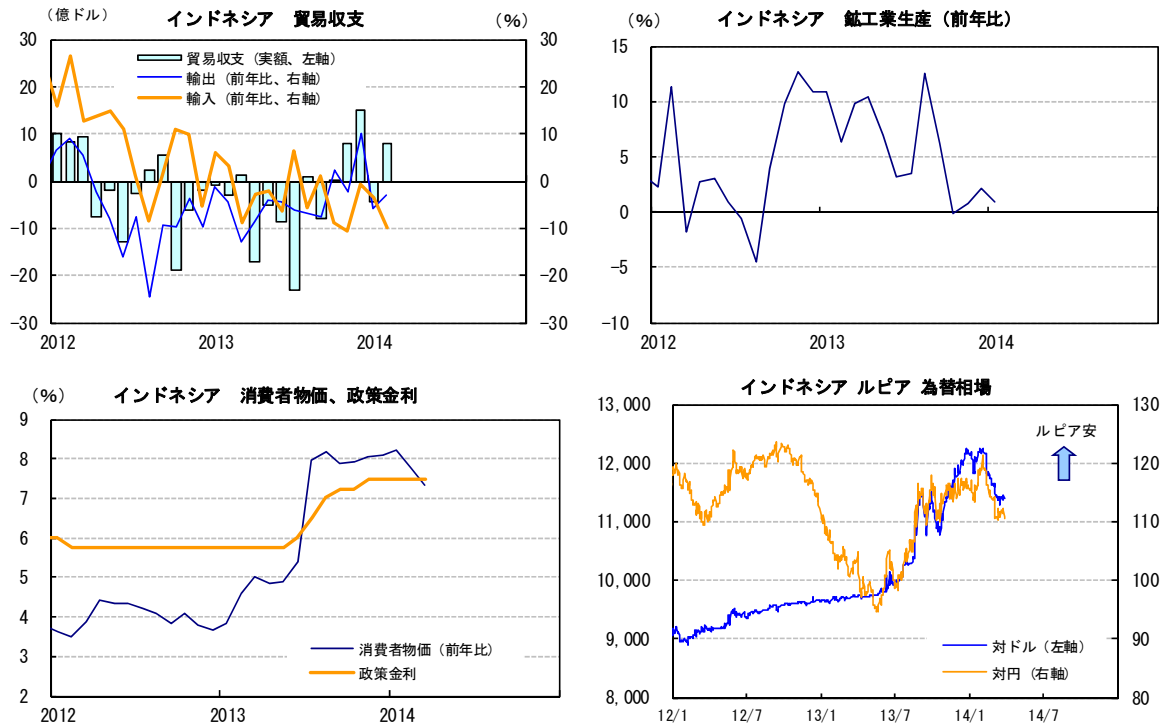 インドネシア 貿易収支
（億ドル）
（％）
30
20
10
0
−10
−20
−30
30
20
10
0
−10
−20
−30
貿易収支（実額、左軸）
輸出（前年比、右軸）
輸入（前年比、右軸）
2012 2013 2014
インドネシア 鉱工業生産（前年比）
（％）
15
10
5
0
−5
−10
2012 2013 2014
インドネシア 消費者物価、政策金利
（％）
9
8
7
6
5
4
3
2
消費者物価（前年比）
政策金利
2012 2013 2014
インドネシア ルピア 為替相場
13,000
12,000
11,000
10,000
9,000
8,000
130
120
110
100
90
80
ルピア安
対ドル（左軸）
対円（右軸）
12/1 12/7 13/1 13/7 14/1 14/7